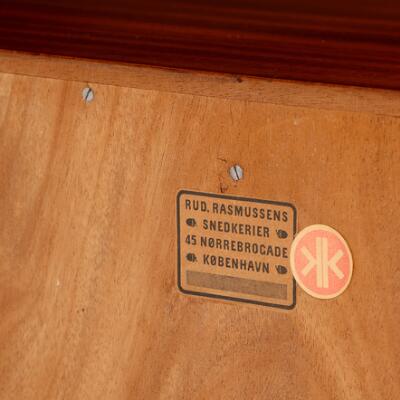 RUD. RASMUSSENS
SNEDKERIER
45 NØRREBROGADE
KØBENHAVN